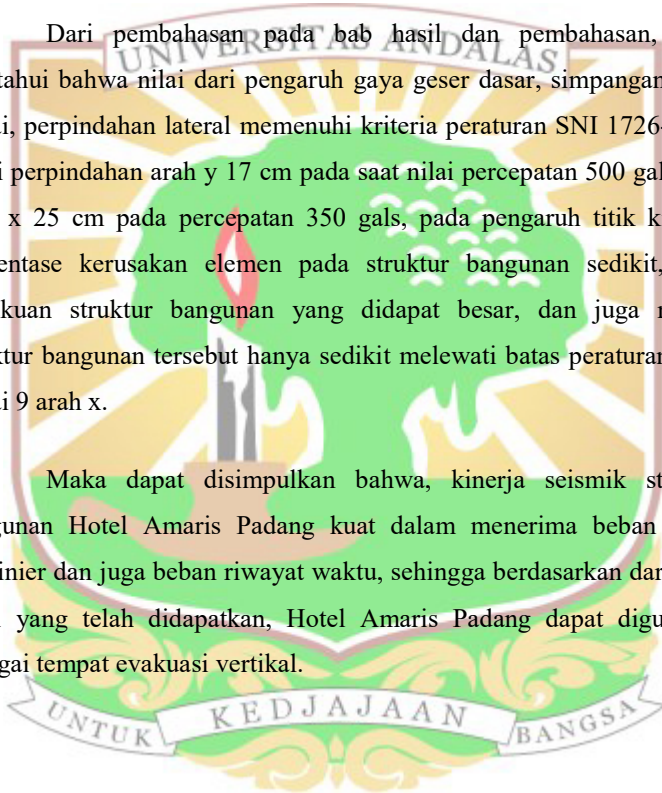 Dari pembahasan pada bab hasil dan pembahasan,
UNIVERSITAS ANDALAS
tahui bahwa nilai dari pengaruh gaya geser dasar, simpangan
i, perpindahan lateral memenuhi kriteria peraturan SNI 1726-
i perpindahan arah y 17 cm pada saat nilai percepatan 500 gal
x 25 cm pada percepatan 350 gals, pada pengaruh titik k
entase kerusakan elemen pada struktur bangunan sedikit,
kuan struktur bangunan yang didapat besar, dan juga
ktur bangunan tersebut hanya sedikit melewati batas peraturan
ai 9 arah x.
Maka dapat disimpulkan bahwa, kinerja seismik st
gunan Hotel Amaris Padang kuat dalam menerima beban
inier dan juga beban riwayat waktu, sehingga berdasarkan dar
yang telah didapatkan, Hotel Amaris Padang dapat digu
gai tempat evakuasi vertikal.
UNTUK KEDJAJAAN BANGSA